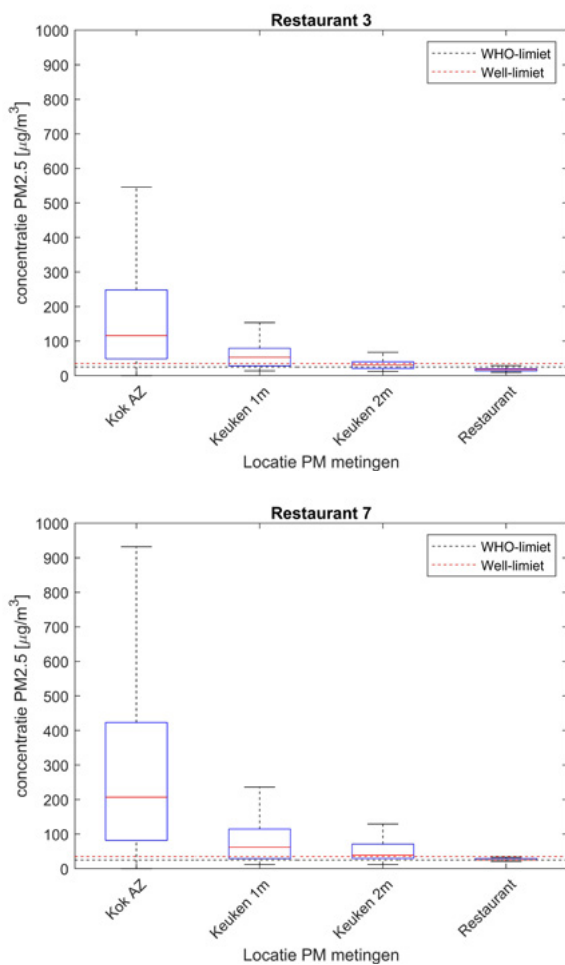 Restaurant 3
1000
900
800
700
600
500
400
300
200
100
0
concentratie PM2.5 [µg/m³]
WHO-limiet
Well-limiet
Kok AZ
Keuken 1m
Keuken 2m
Restaurant
Locatie PM metingen
Restaurant 7
1000
900
800
700
600
500
400
300
200
100
0
concentratie PM2.5 [µg/m³]
WHO-limiet
Well-limiet
Kok AZ
Keuken 1m
Keuken 2m
Restaurant
Locatie PM metingen